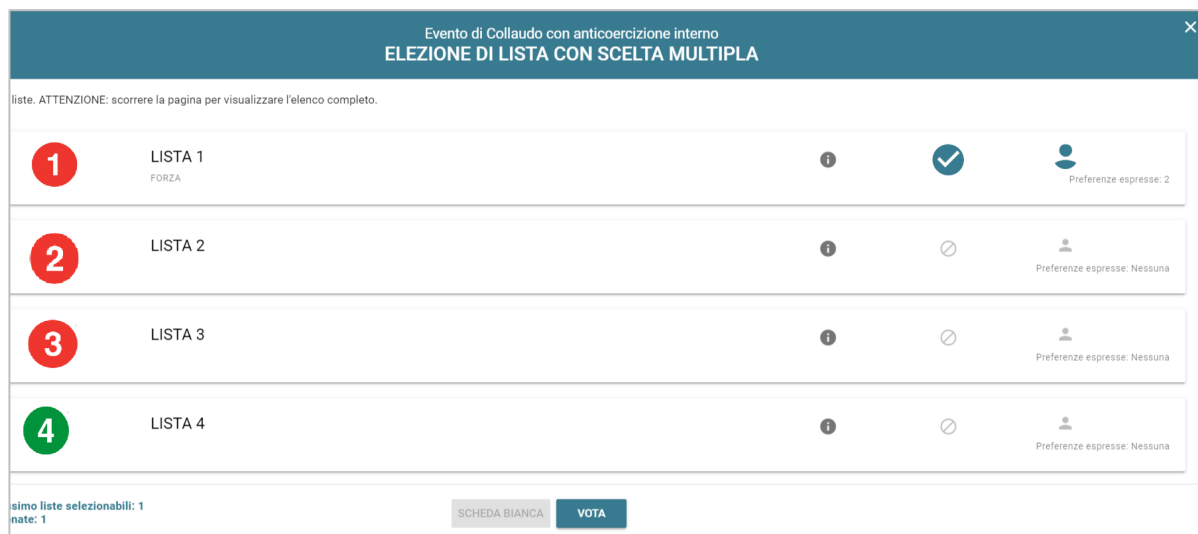 Evento di Collaudo con anticoercizione interno
ELEZIONE DI LISTA CON SCELTA MULTIPLA
liste. ATTENZIONE: scorrere la pagina per visualizzare l'elenco completo.
1
LISTA 1
FORZA
Preferenze espresse: 2
2
LISTA 2
Preferenze espresse: Nessuna
3
LISTA 3
Preferenze espresse: Nessuna
4
LISTA 4
Preferenze espresse: Nessuna
simo liste selezionabili: 1
nate: 1
SCHEDA BIANCA
VOTA